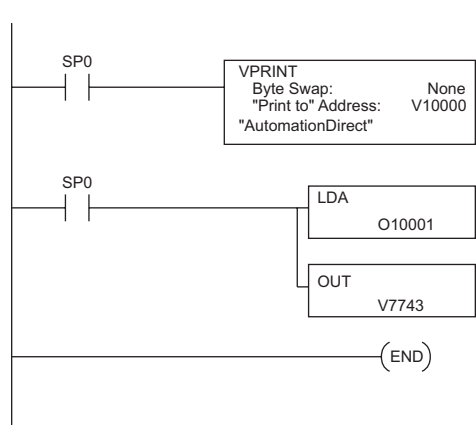 SP0
VPRINT
Byte Swap: None
"Print to" Address: V10000
"AutomationDirect"
SP0
LDA
O10001
OUT
V7743
END